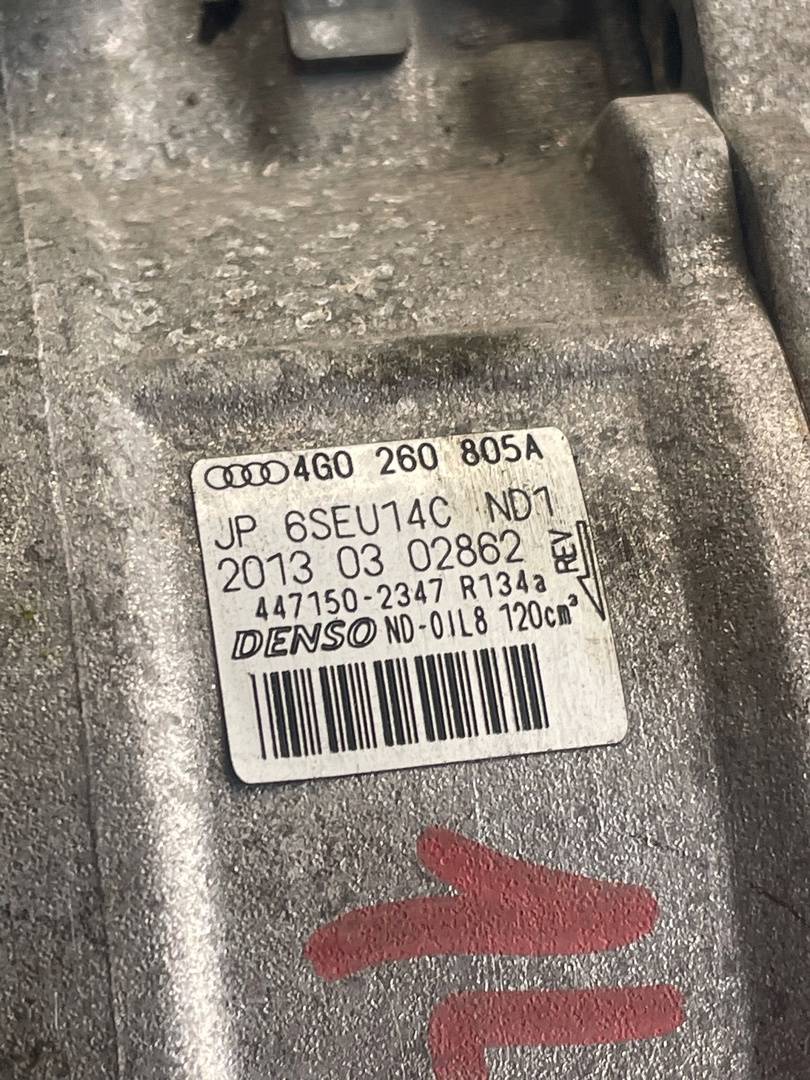 4G0 260 805A
JP 6SEU14C ND1
2013 03 02862
447150-2347 R134a
DENSO ND-OIL8 120cm³
REV